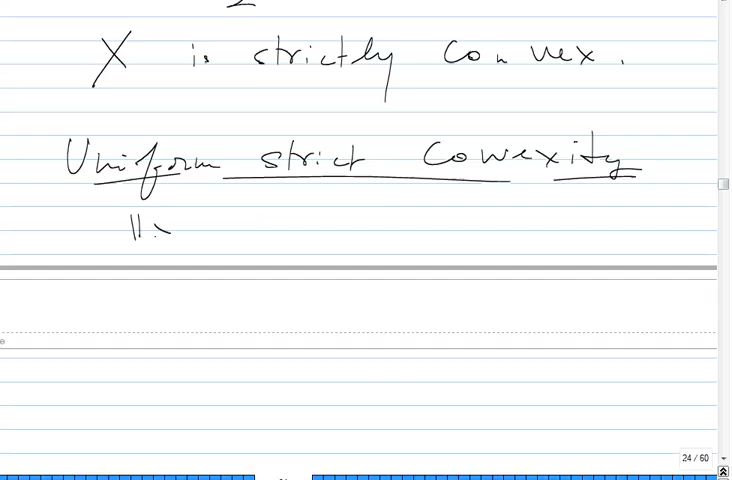 X is strictly convex.
Uniform strict convexity
||x
e
24 / 60